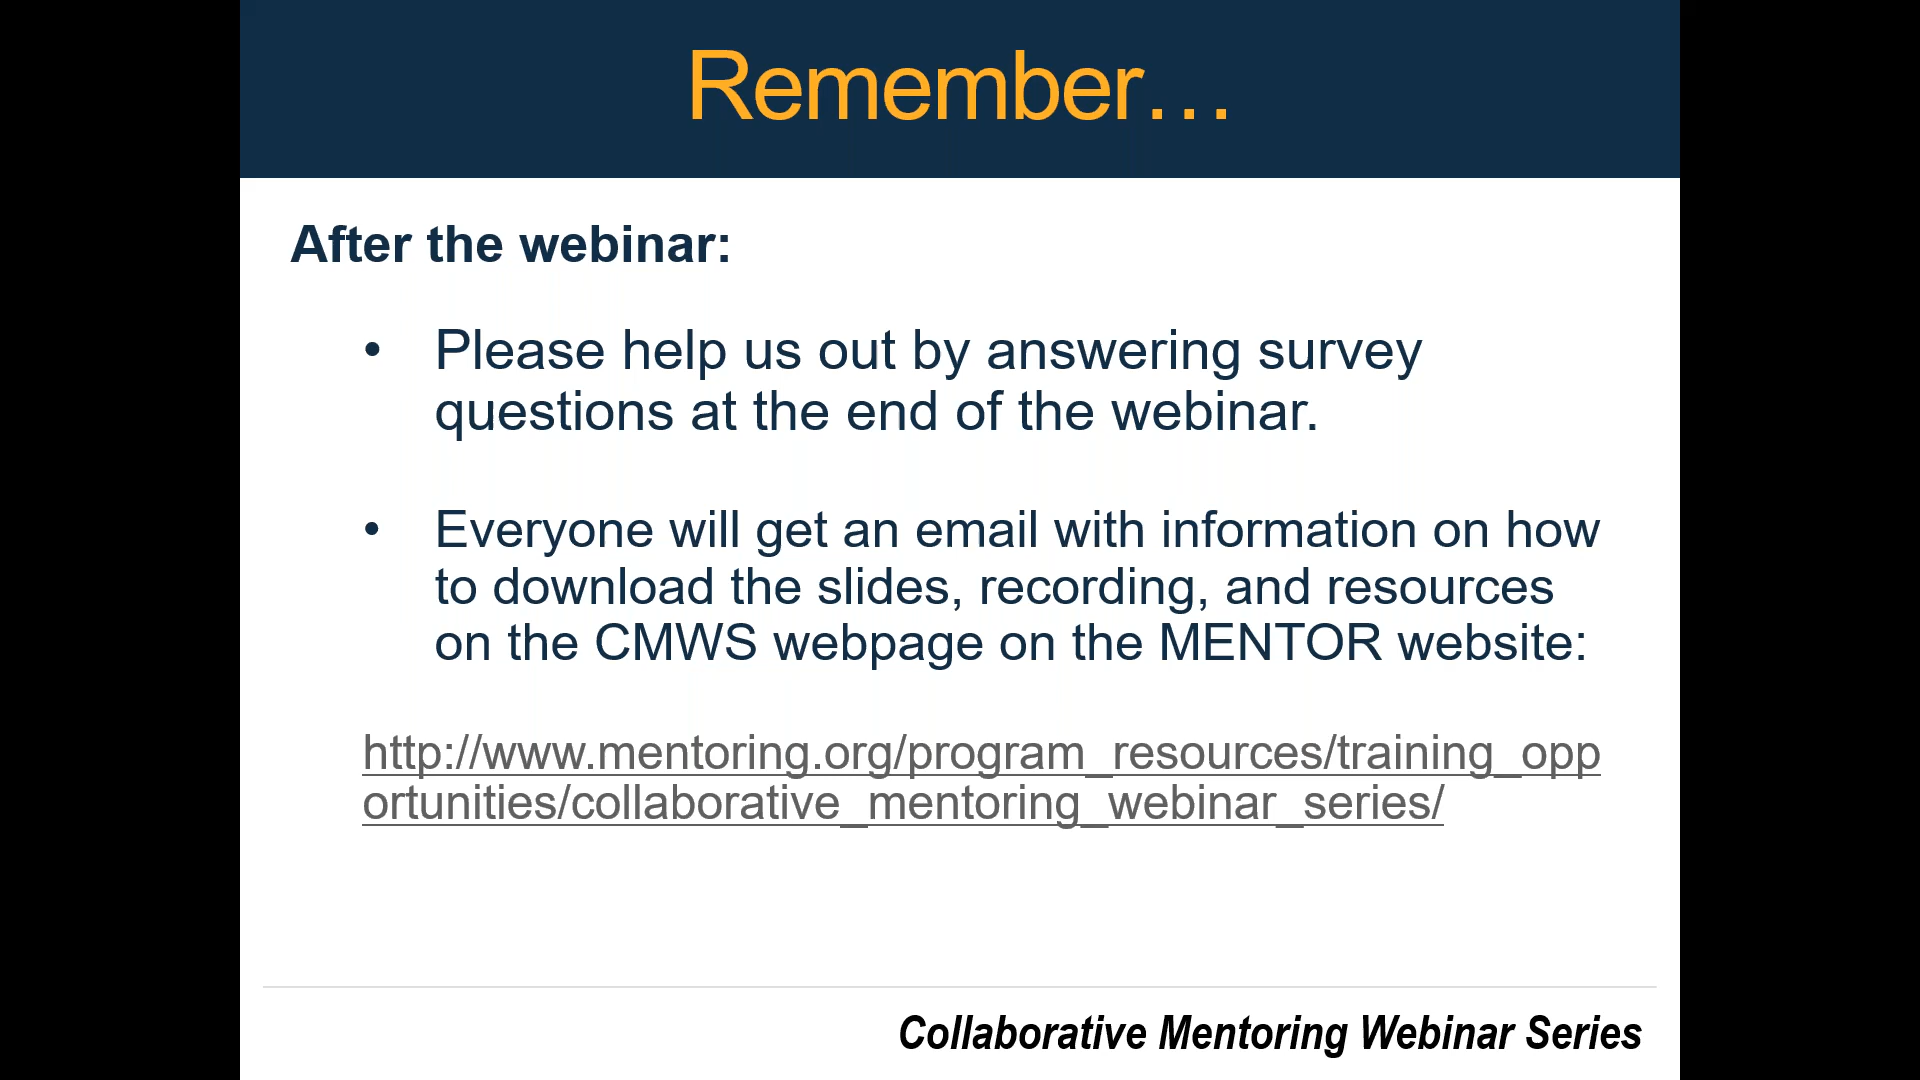 Remember…
After the webinar:
• Please help us out by answering survey
questions at the end of the webinar.
• Everyone will get an email with information on how
to download the slides, recording, and resources
on the CMWS webpage on the MENTOR website:
http://www.mentoring.org/program_resources/training_opp
ortunities/collaborative_mentoring_webinar_series/
Collaborative Mentoring Webinar Series